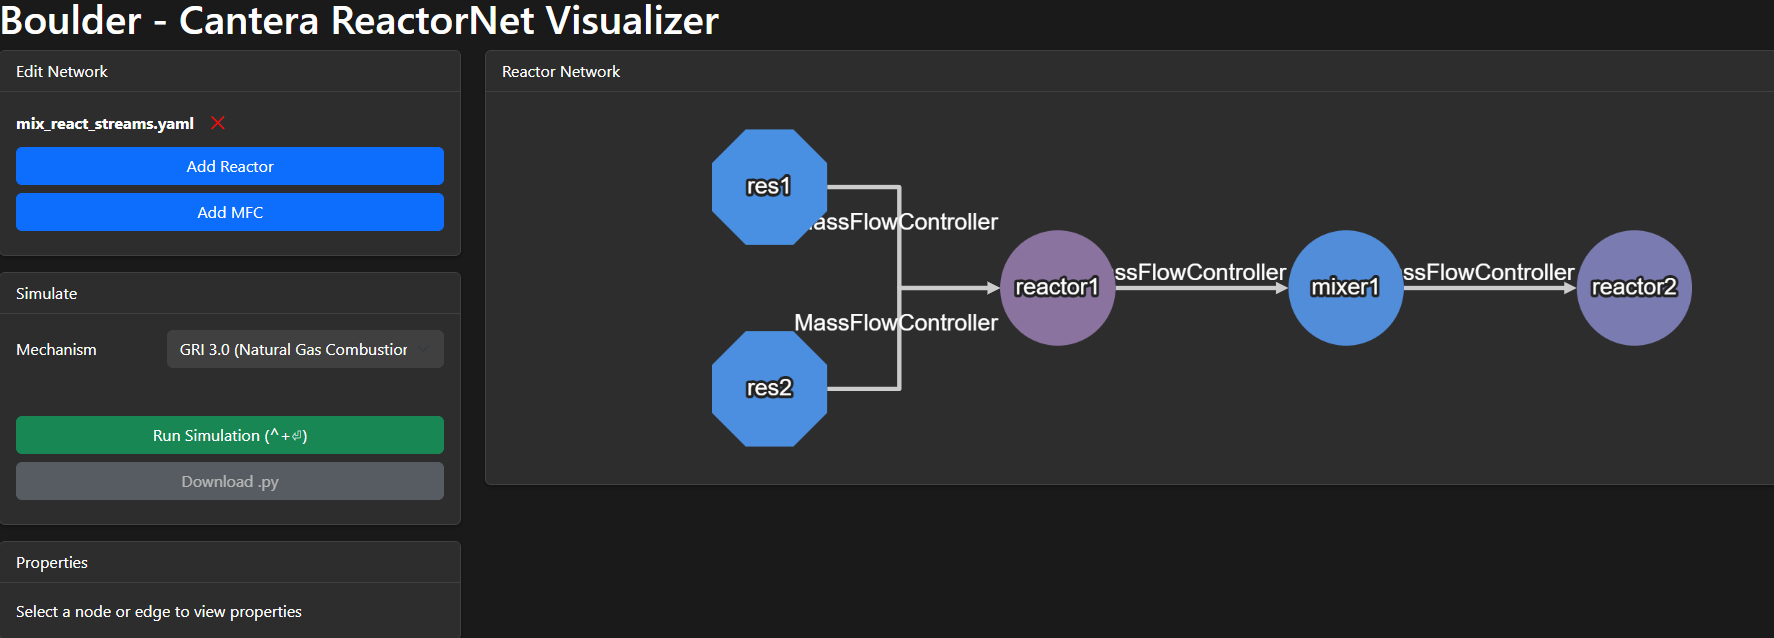 Boulder - Cantera ReactorNet Visualizer
Edit Network
mix_react_streams.yaml
Add Reactor
Add MFC
Simulate
Mechanism
GRI 3.0 (Natural Gas Combustion
Run Simulation (^+⏎)
Download .py
Properties
Select a node or edge to view properties
Reactor Network
res1
assFlowController
reactor1
ssFlowController
mixer1
ssFlowController
reactor2
MassFlowController
res2